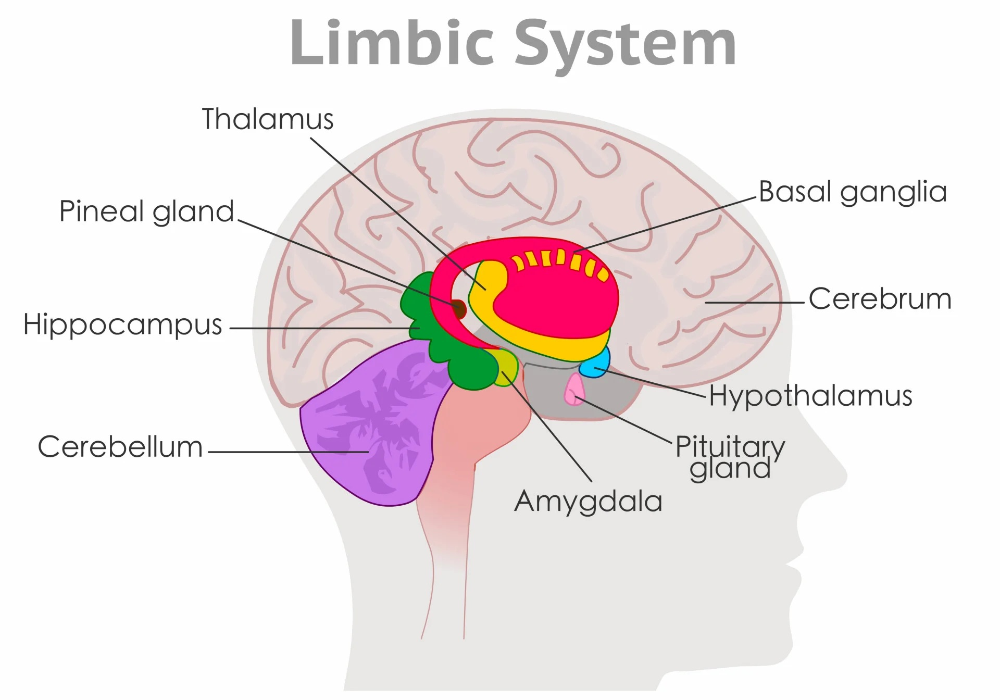 Limbic System
Thalamus
Basal ganglia
Pineal gland
Cerebrum
Hippocampus
Hypothalamus
Cerebellum
Pituitary
gland
Amygdala